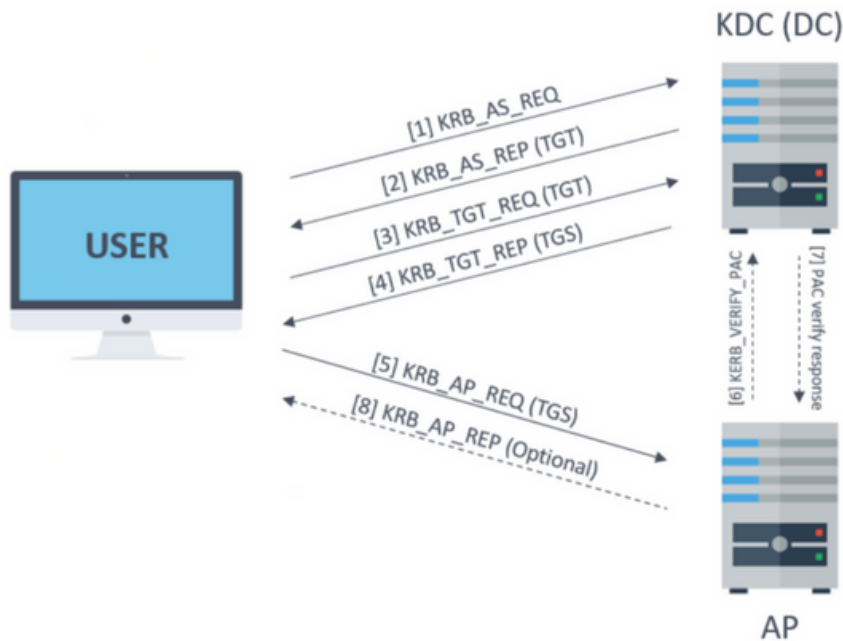 KDC (DC)
[1] KRB_AS_REQ
[2] KRB_AS_REP (TGT)
[3] KRB_TGT_REQ (TGT)
[4] KRB_TGT_REP (TGS)
USER
[6] KERB_VERIFY_PAC
[7] PAC verify response
[5] KRB_AP_REQ (TGS)
[8] KRB_AP_REP (Optional)
AP